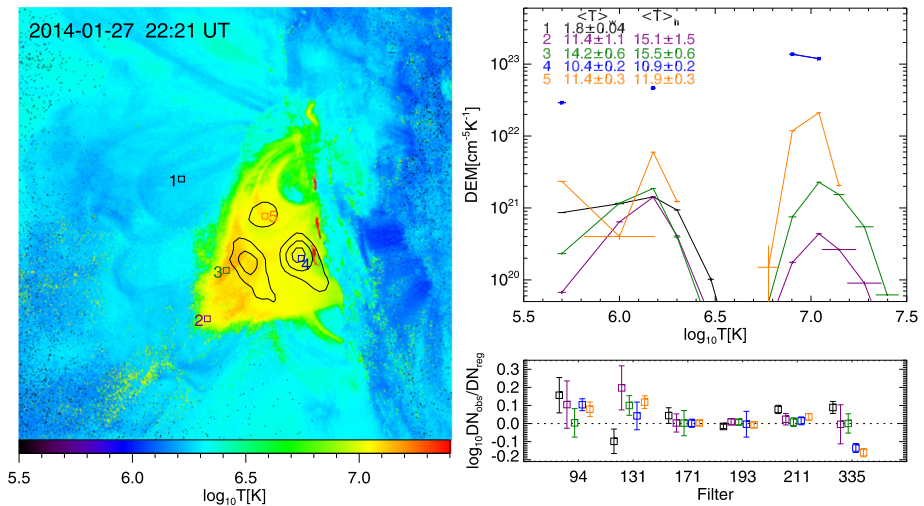 2014-01-27 22:21 UT
1
5
4
3
2
5.5 6.0 6.5 7.0
log10T[K]
<T>w <T>h
1 1.8±0.04
2 11.4±1.1 15.1±1.5
3 14.2±0.6 15.5±0.6
4 10.4±0.2 10.9±0.2
5 11.4±0.3 11.9±0.3
DEM[cm-5K-1]
10^23
10^22
10^21
10^20
5.5 6.0 6.5 7.0 7.5
log10T[K]
log10DNobs/DNreg
0.3
0.2
0.1
0.0
-0.1
-0.2
94 131 171 193 211 335
Filter